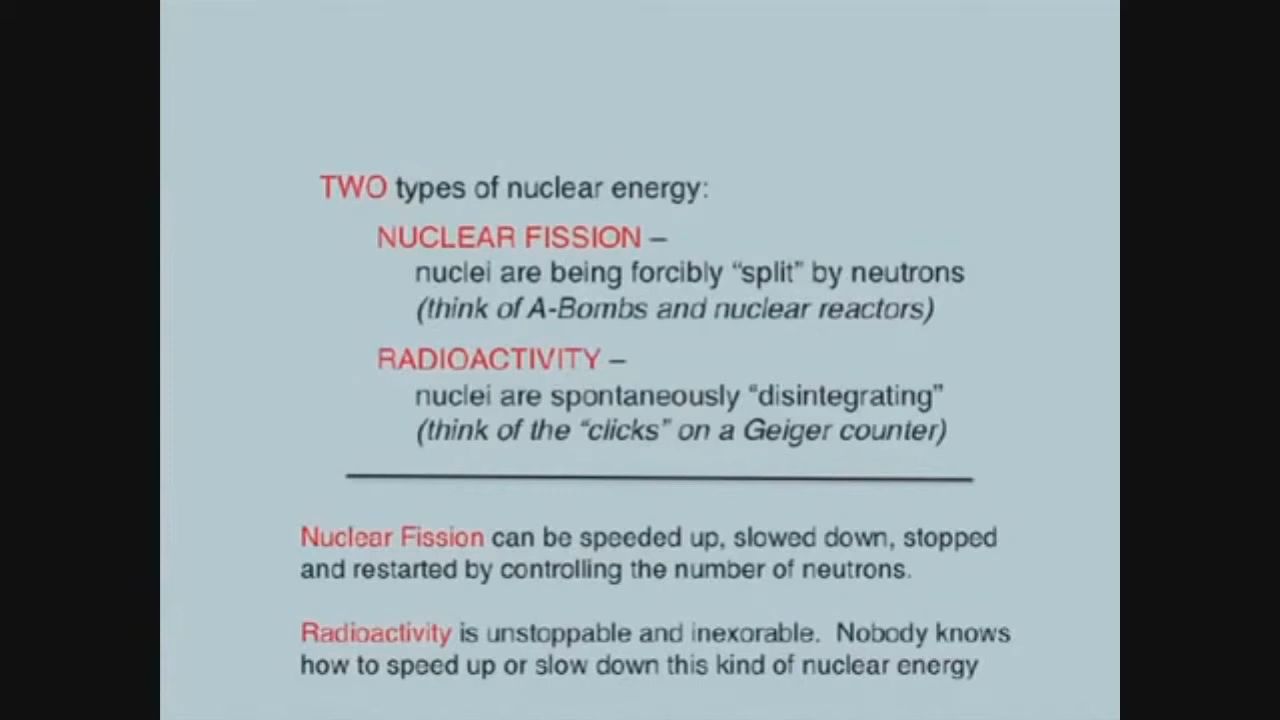 TWO types of nuclear energy:
NUCLEAR FISSION –
nuclei are being forcibly “split” by neutrons
(think of A-Bombs and nuclear reactors)
RADIOACTIVITY –
nuclei are spontaneously “disintegrating”
(think of the “clicks” on a Geiger counter)
Nuclear Fission can be speeded up, slowed down, stopped
and restarted by controlling the number of neutrons.
Radioactivity is unstoppable and inexorable.  Nobody knows
how to speed up or slow down this kind of nuclear energy